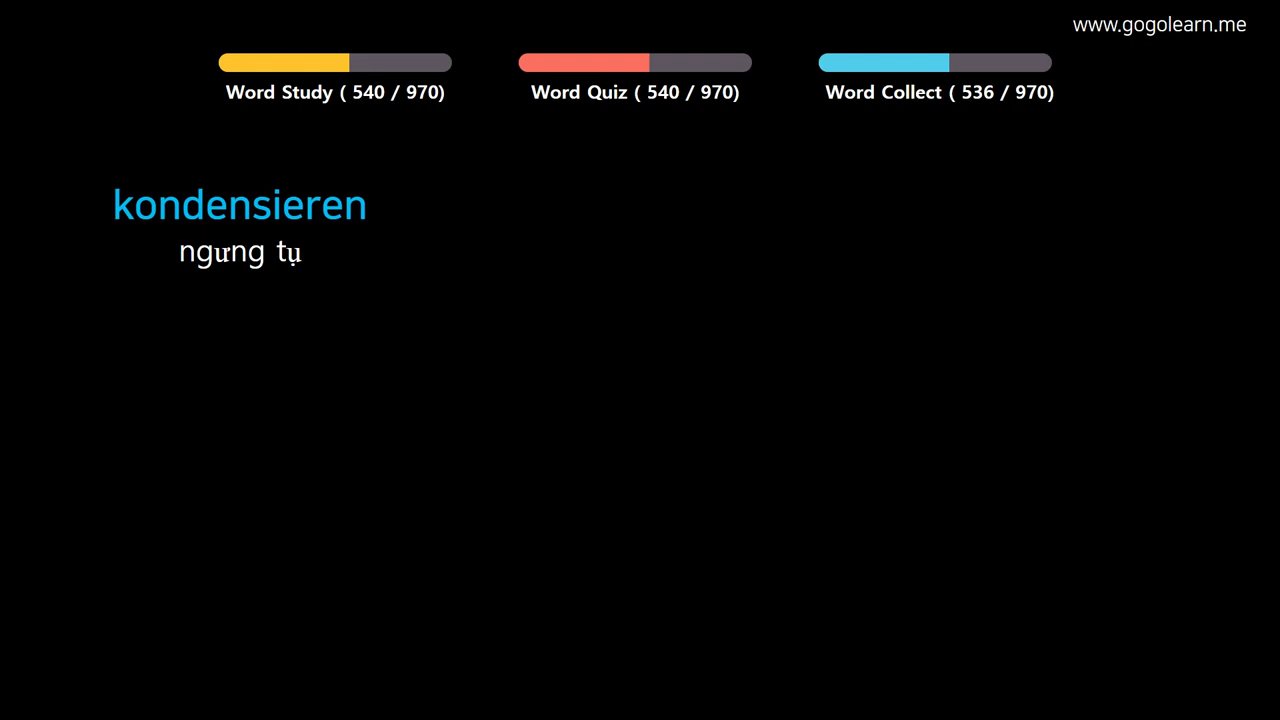 www.gogolearn.me
Word Study ( 540 / 970)
Word Quiz ( 540 / 970)
Word Collect ( 536 / 970)
kondensieren
ngưng tụ